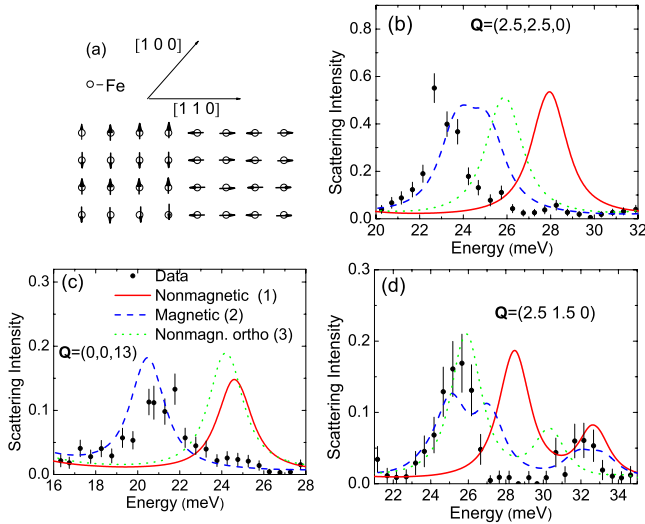 (a)
[1 0 0]
○-Fe
[1 1 0]
(b)
Q=(2.5,2.5,0)
Scattering Intensity
0.8
0.6
0.4
0.2
0.0
20 22 24 26 28 30 32
Energy (meV)
(c)
Data
Nonmagnetic (1)
Magnetic (2)
Nonmagn. ortho (3)
Q=(0,0,13)
Scattering Intensity
0.3
0.2
0.1
0.0
16 18 20 22 24 26 28
Energy (meV)
(d)
Q=(2.5 1.5 0)
Scattering Intensity
0.3
0.2
0.1
0.0
22 24 26 28 30 32 34
Energy (meV)